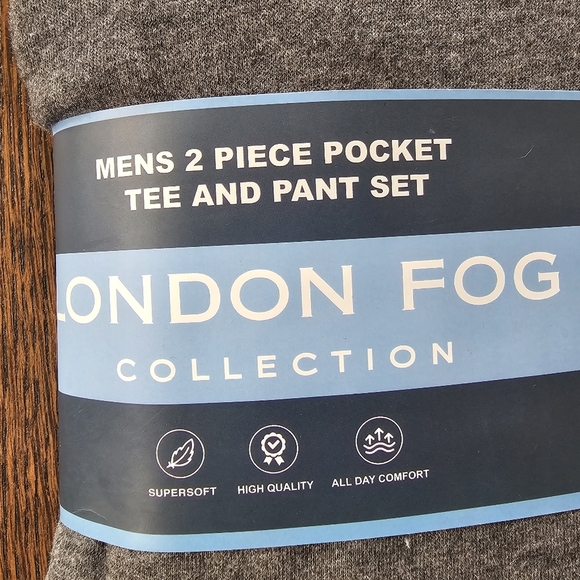 MENS 2 PIECE POCKET
TEE AND PANT SET
LONDON FOG
COLLECTION
SUPERSOFT
HIGH QUALITY
ALL DAY COMFORT